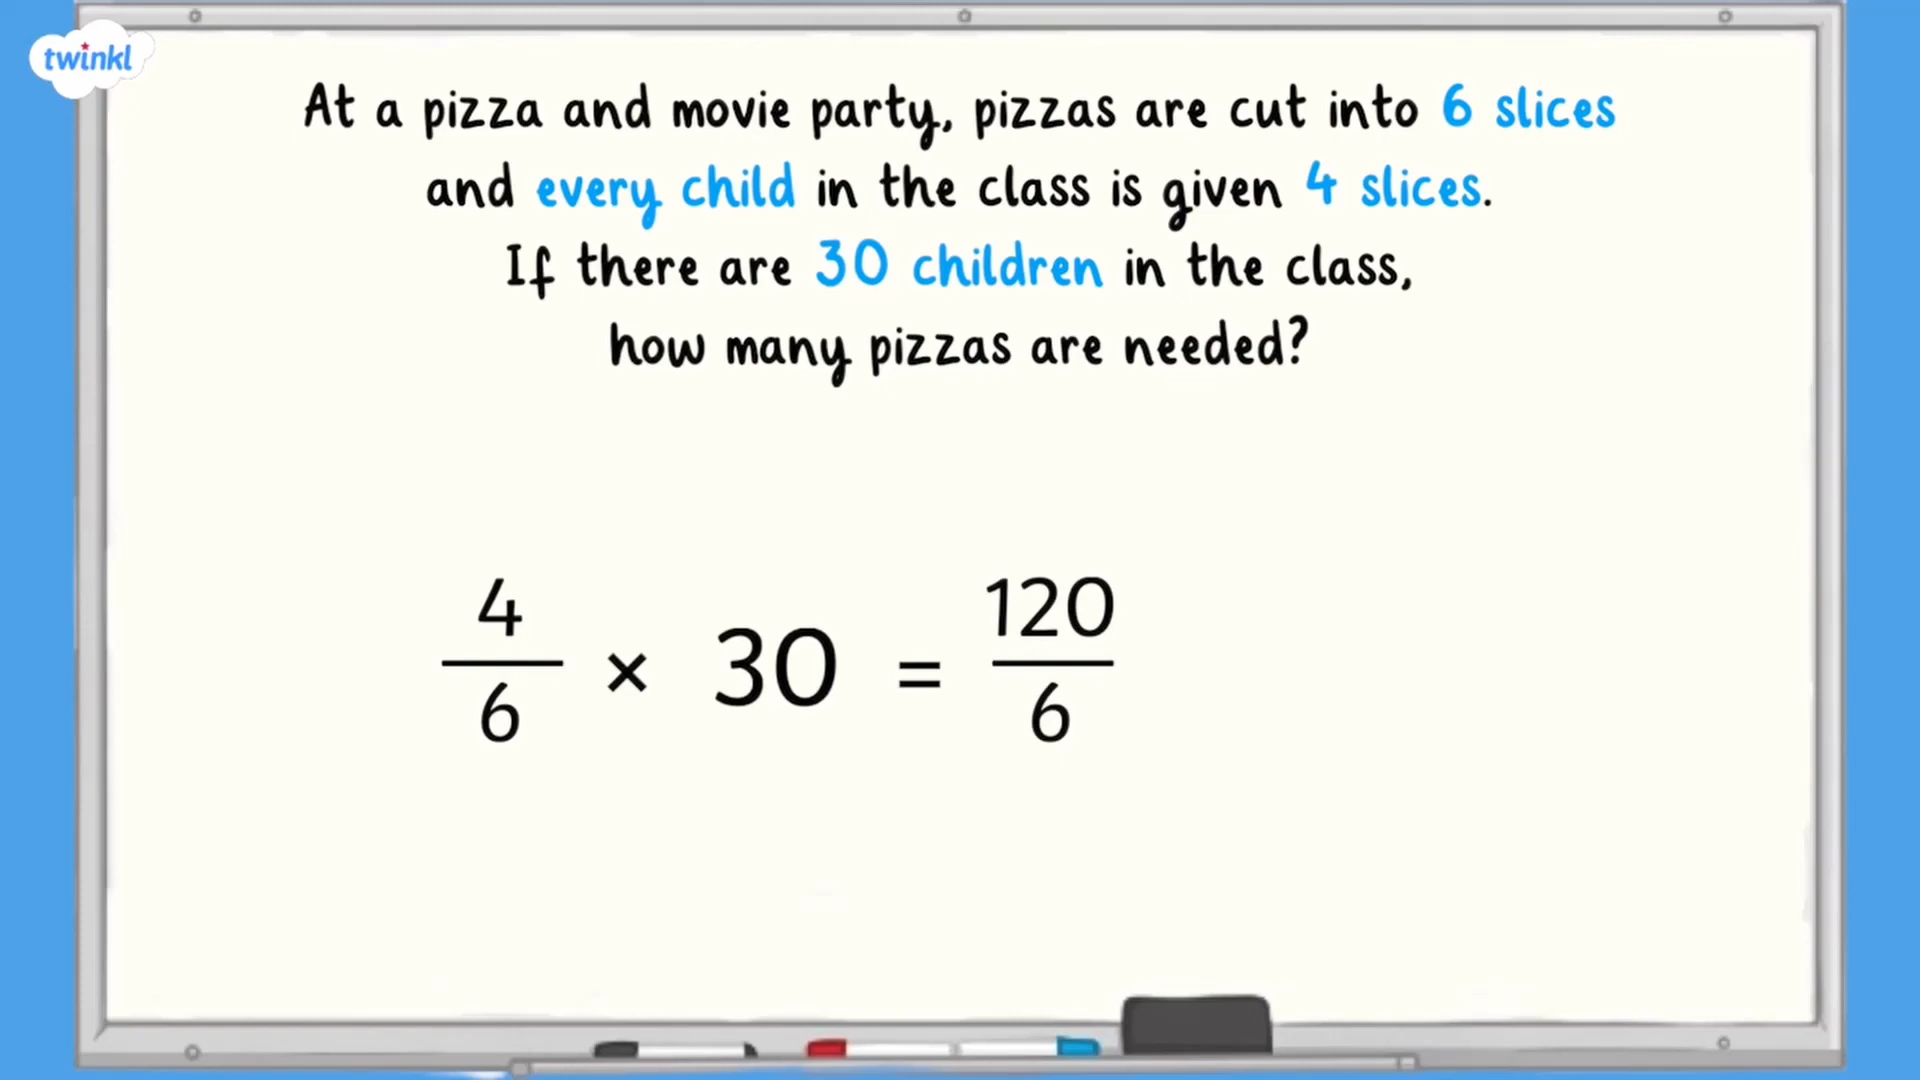 twinkl
At a pizza and movie party, pizzas are cut into 6 slices
and every child in the class is given 4 slices.
If there are 30 children in the class,
how many pizzas are needed?
4/6 × 30 = 120/6